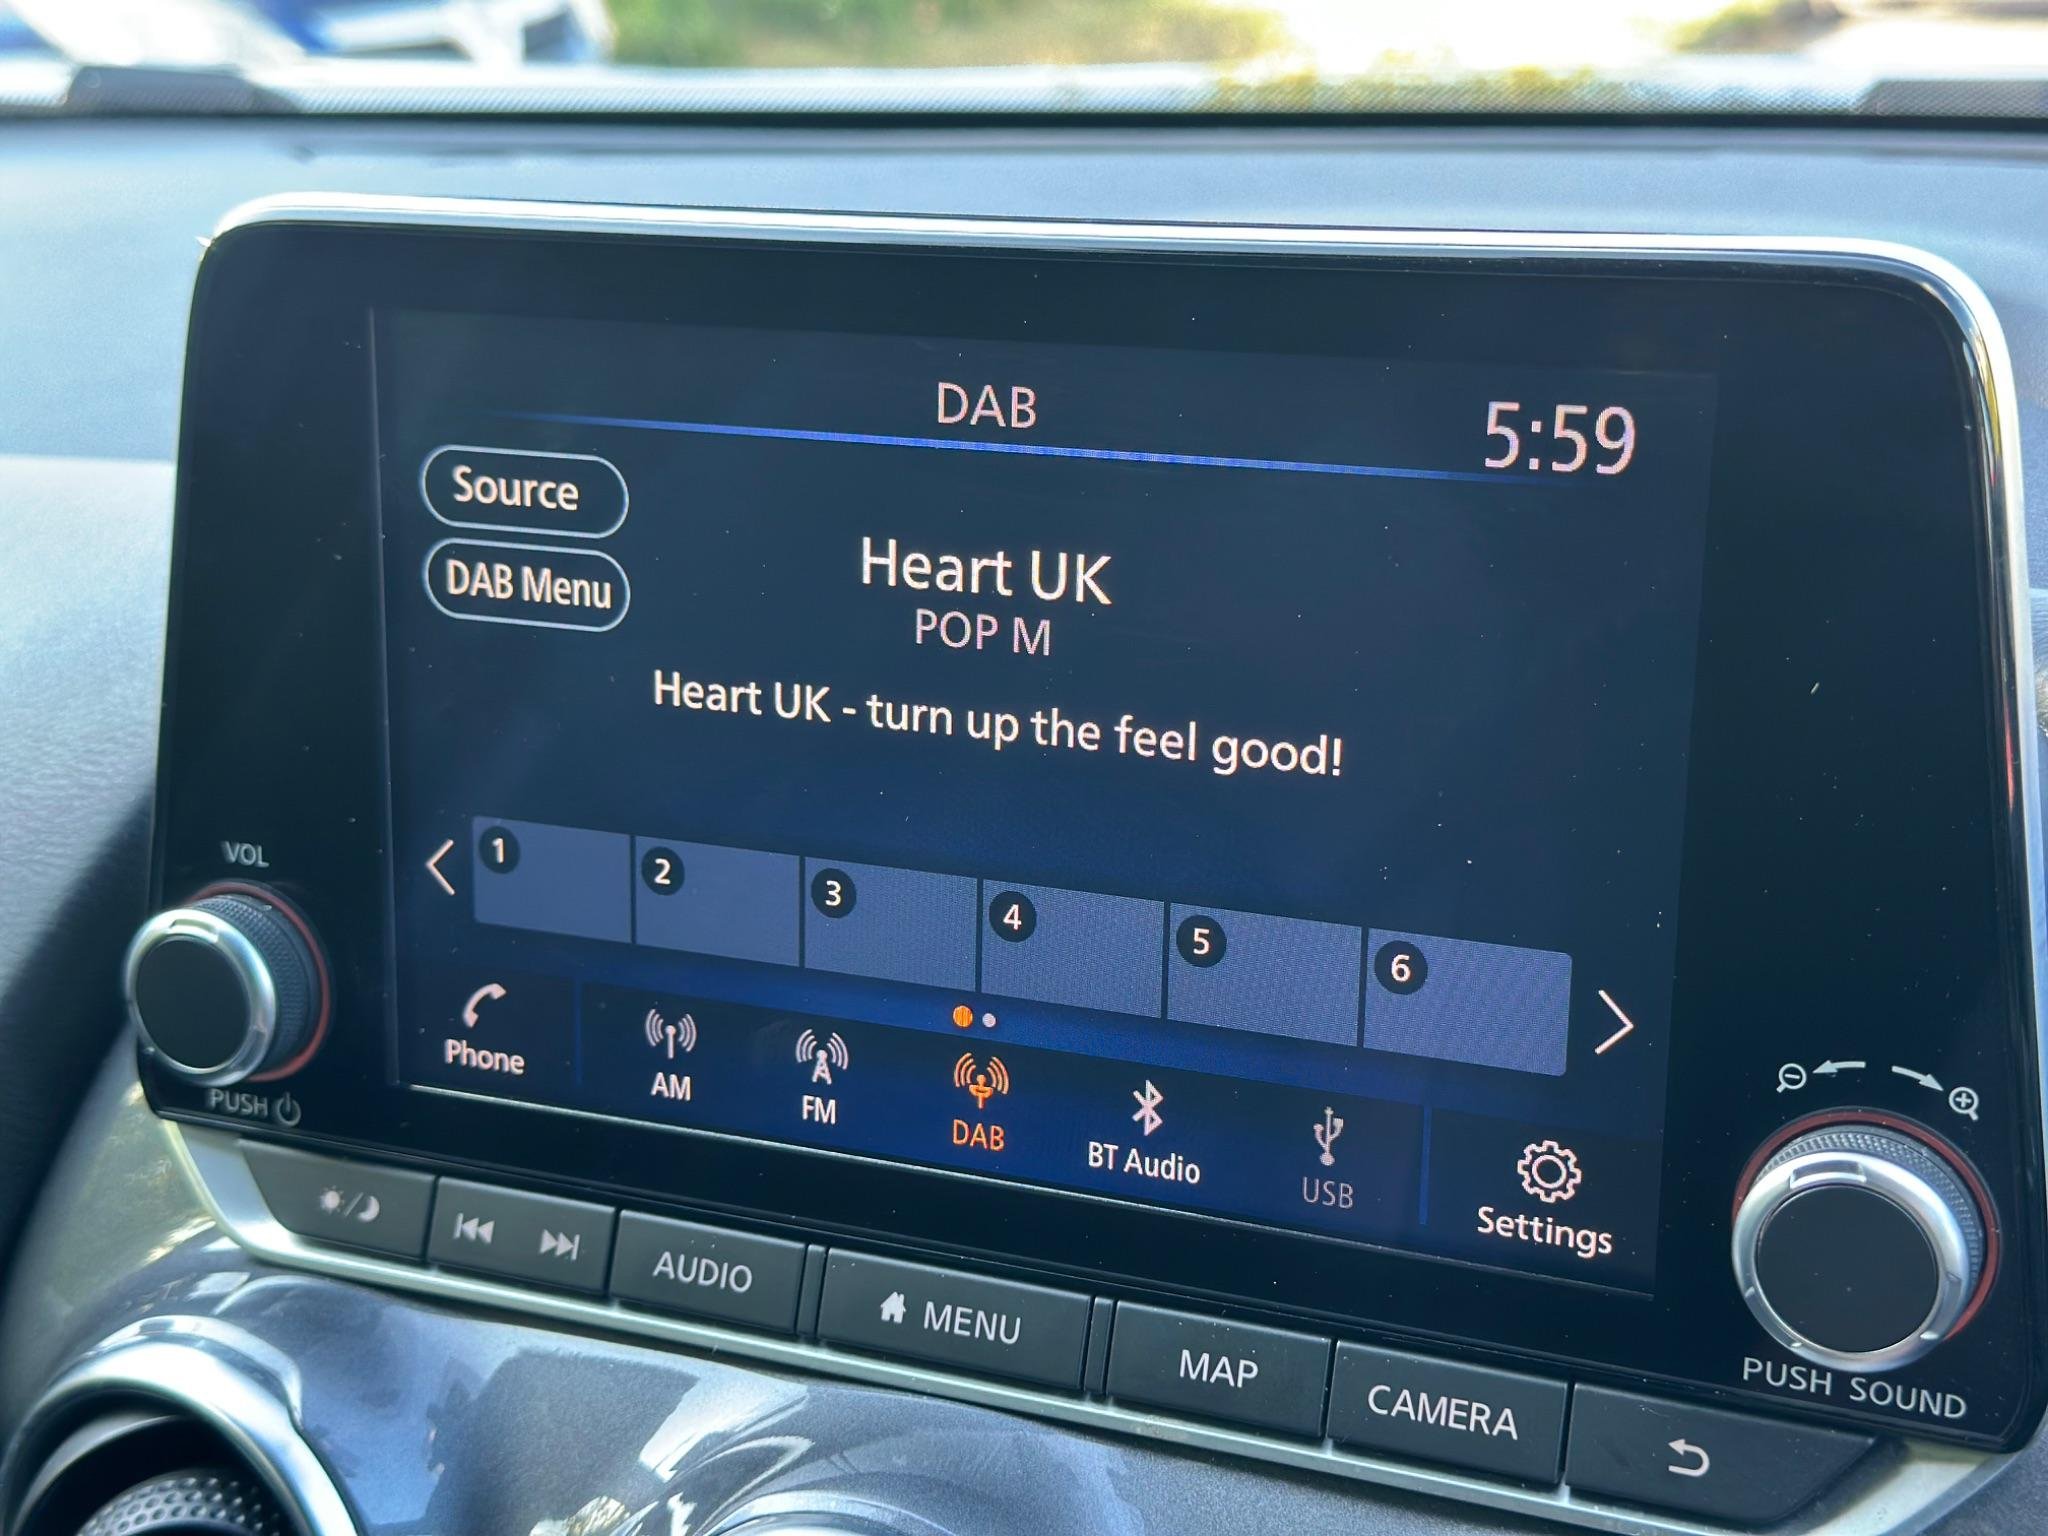 DAB
5:59
Source
DAB Menu
Heart UK
POP M
Heart UK - turn up the feel good!
1 2 3 4 5 6
VOL
PUSH
Phone
AM
FM
DAB
BT Audio
USB
Settings
AUDIO
MENU
MAP
CAMERA
PUSH SOUND